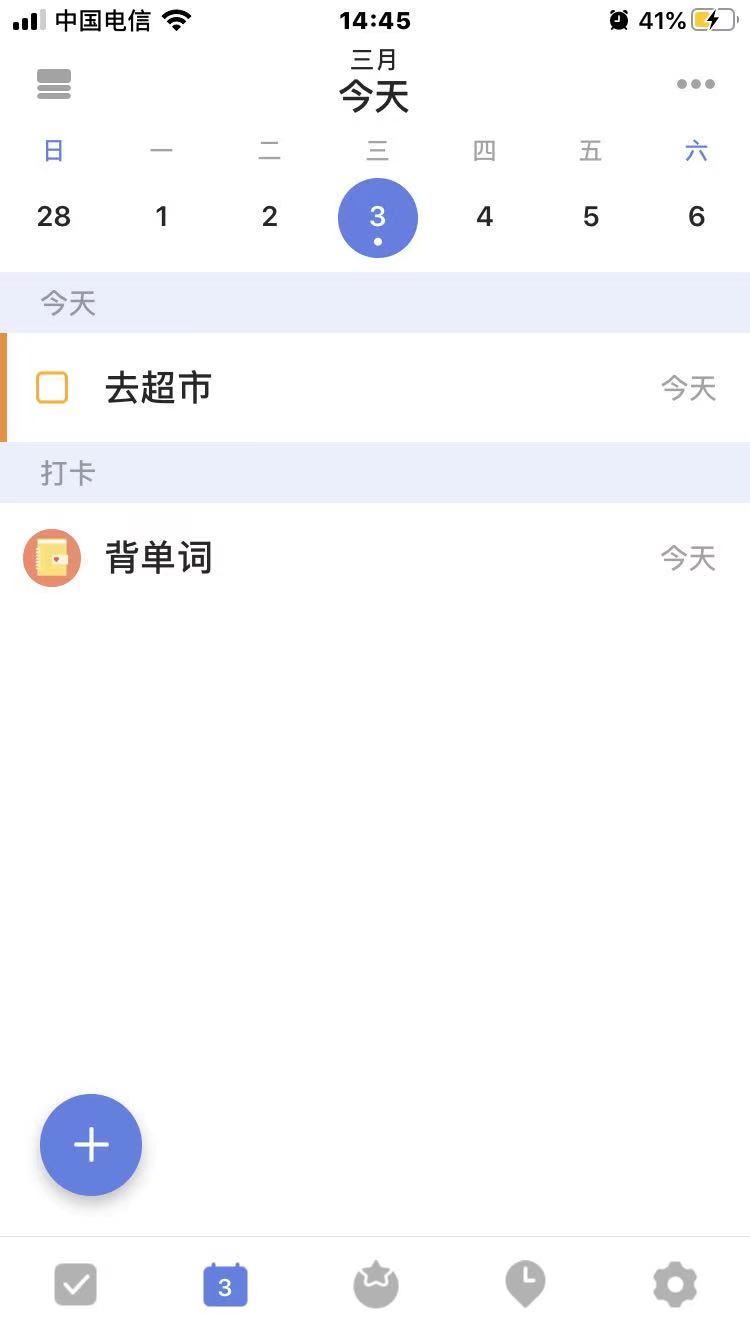 中国电信 14:45 41%
三月
今天
日 一 二 三 四 五 六
28 1 2 3 4 5 6
今天
去超市 今天
打卡
背单词 今天
3